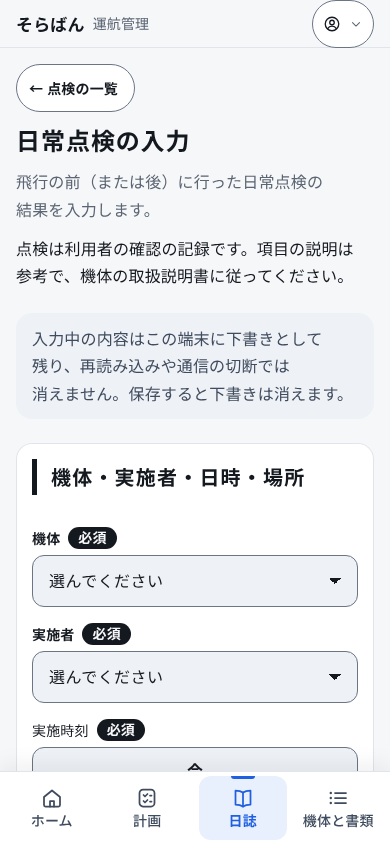 そらばん 運航管理
← 点検の一覧
日常点検の入力
飛行の前（または後）に行った日常点検の
結果を入力します。
点検は利用者の確認の記録です。項目の説明は
参考で、機体の取扱説明書に従ってください。
入力中の内容はこの端末に下書きとして
残り、再読み込みや通信の切断では
消えません。保存すると下書きは消えます。
機体・実施者・日時・場所
機体 必須
選んでください
実施者 必須
選んでください
実施時刻 必須
ホーム 計画 日誌 機体と書類